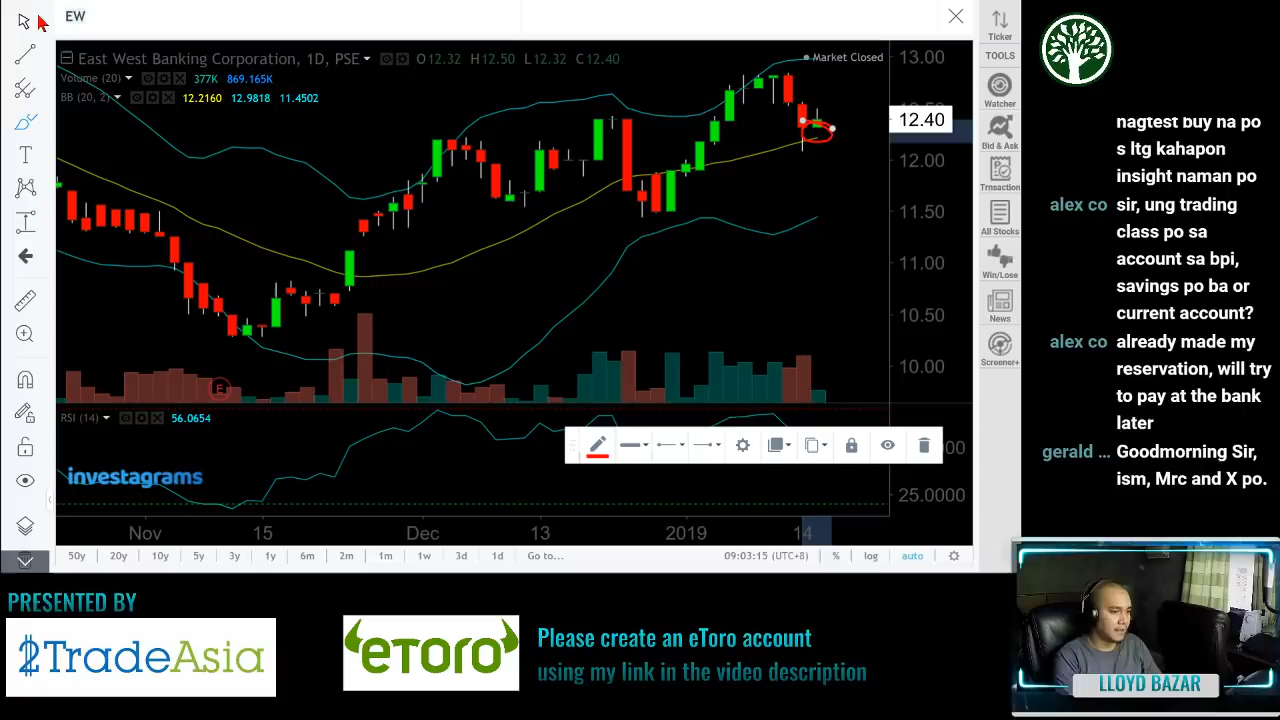 EW
East West Banking Corporation, 1D, PSE O12.32 H12.50 L12.32 C12.40
Market Closed
Volume (20) 377K 869.165K
BB (20, 2) 12.2160 12.9818 11.4502
13.00
12.40
12.00
11.50
11.00
10.50
10.00
E
RSI (14) 56.0654
investagrams
25.0000
Nov 15 Dec 13 2019 14
50y 20y 10y 5y 3y 1y 6m 2m 1m 1w 3d 1d Go to... 09:03:15 (UTC+8) % log auto
Ticker
TOOLS
Watcher
Bid & Ask
Trnsaction
All Stocks
Win/Lose
News
Screener+
nagtest buy na po
s ltg kahapon
insight naman po
alex co sir, ung trading
class po sa
account sa bpi,
savings po ba or
current account?
alex co already made my
reservation, will try
to pay at the bank
later
gerald ... Goodmorning Sir,
ism, Mrc and X po.
PRESENTED BY
2TradeAsia
eToro
Please create an eToro account
using my link in the video description
LLOYD BAZAR